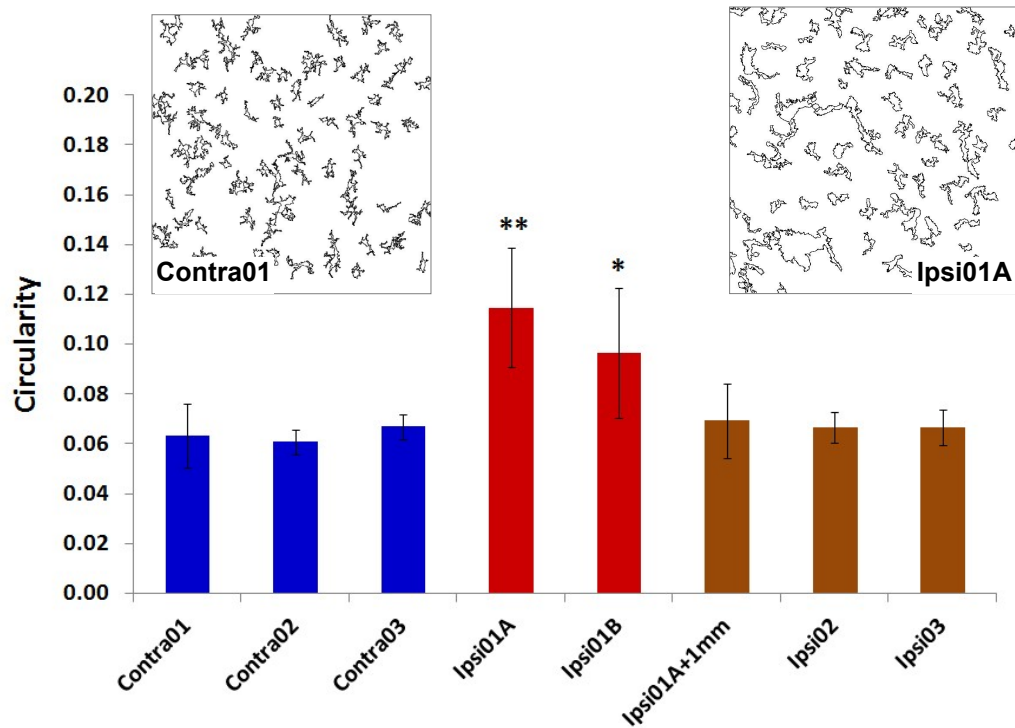 Contra01
Ipsi01A
Circularity
0.20
0.18
0.16
0.14
0.12
0.10
0.08
0.06
0.04
0.02
0.00
**
*
Contra01
Contra02
Contra03
Ipsi01A
Ipsi01B
Ipsi01A+1mm
Ipsi02
Ipsi03